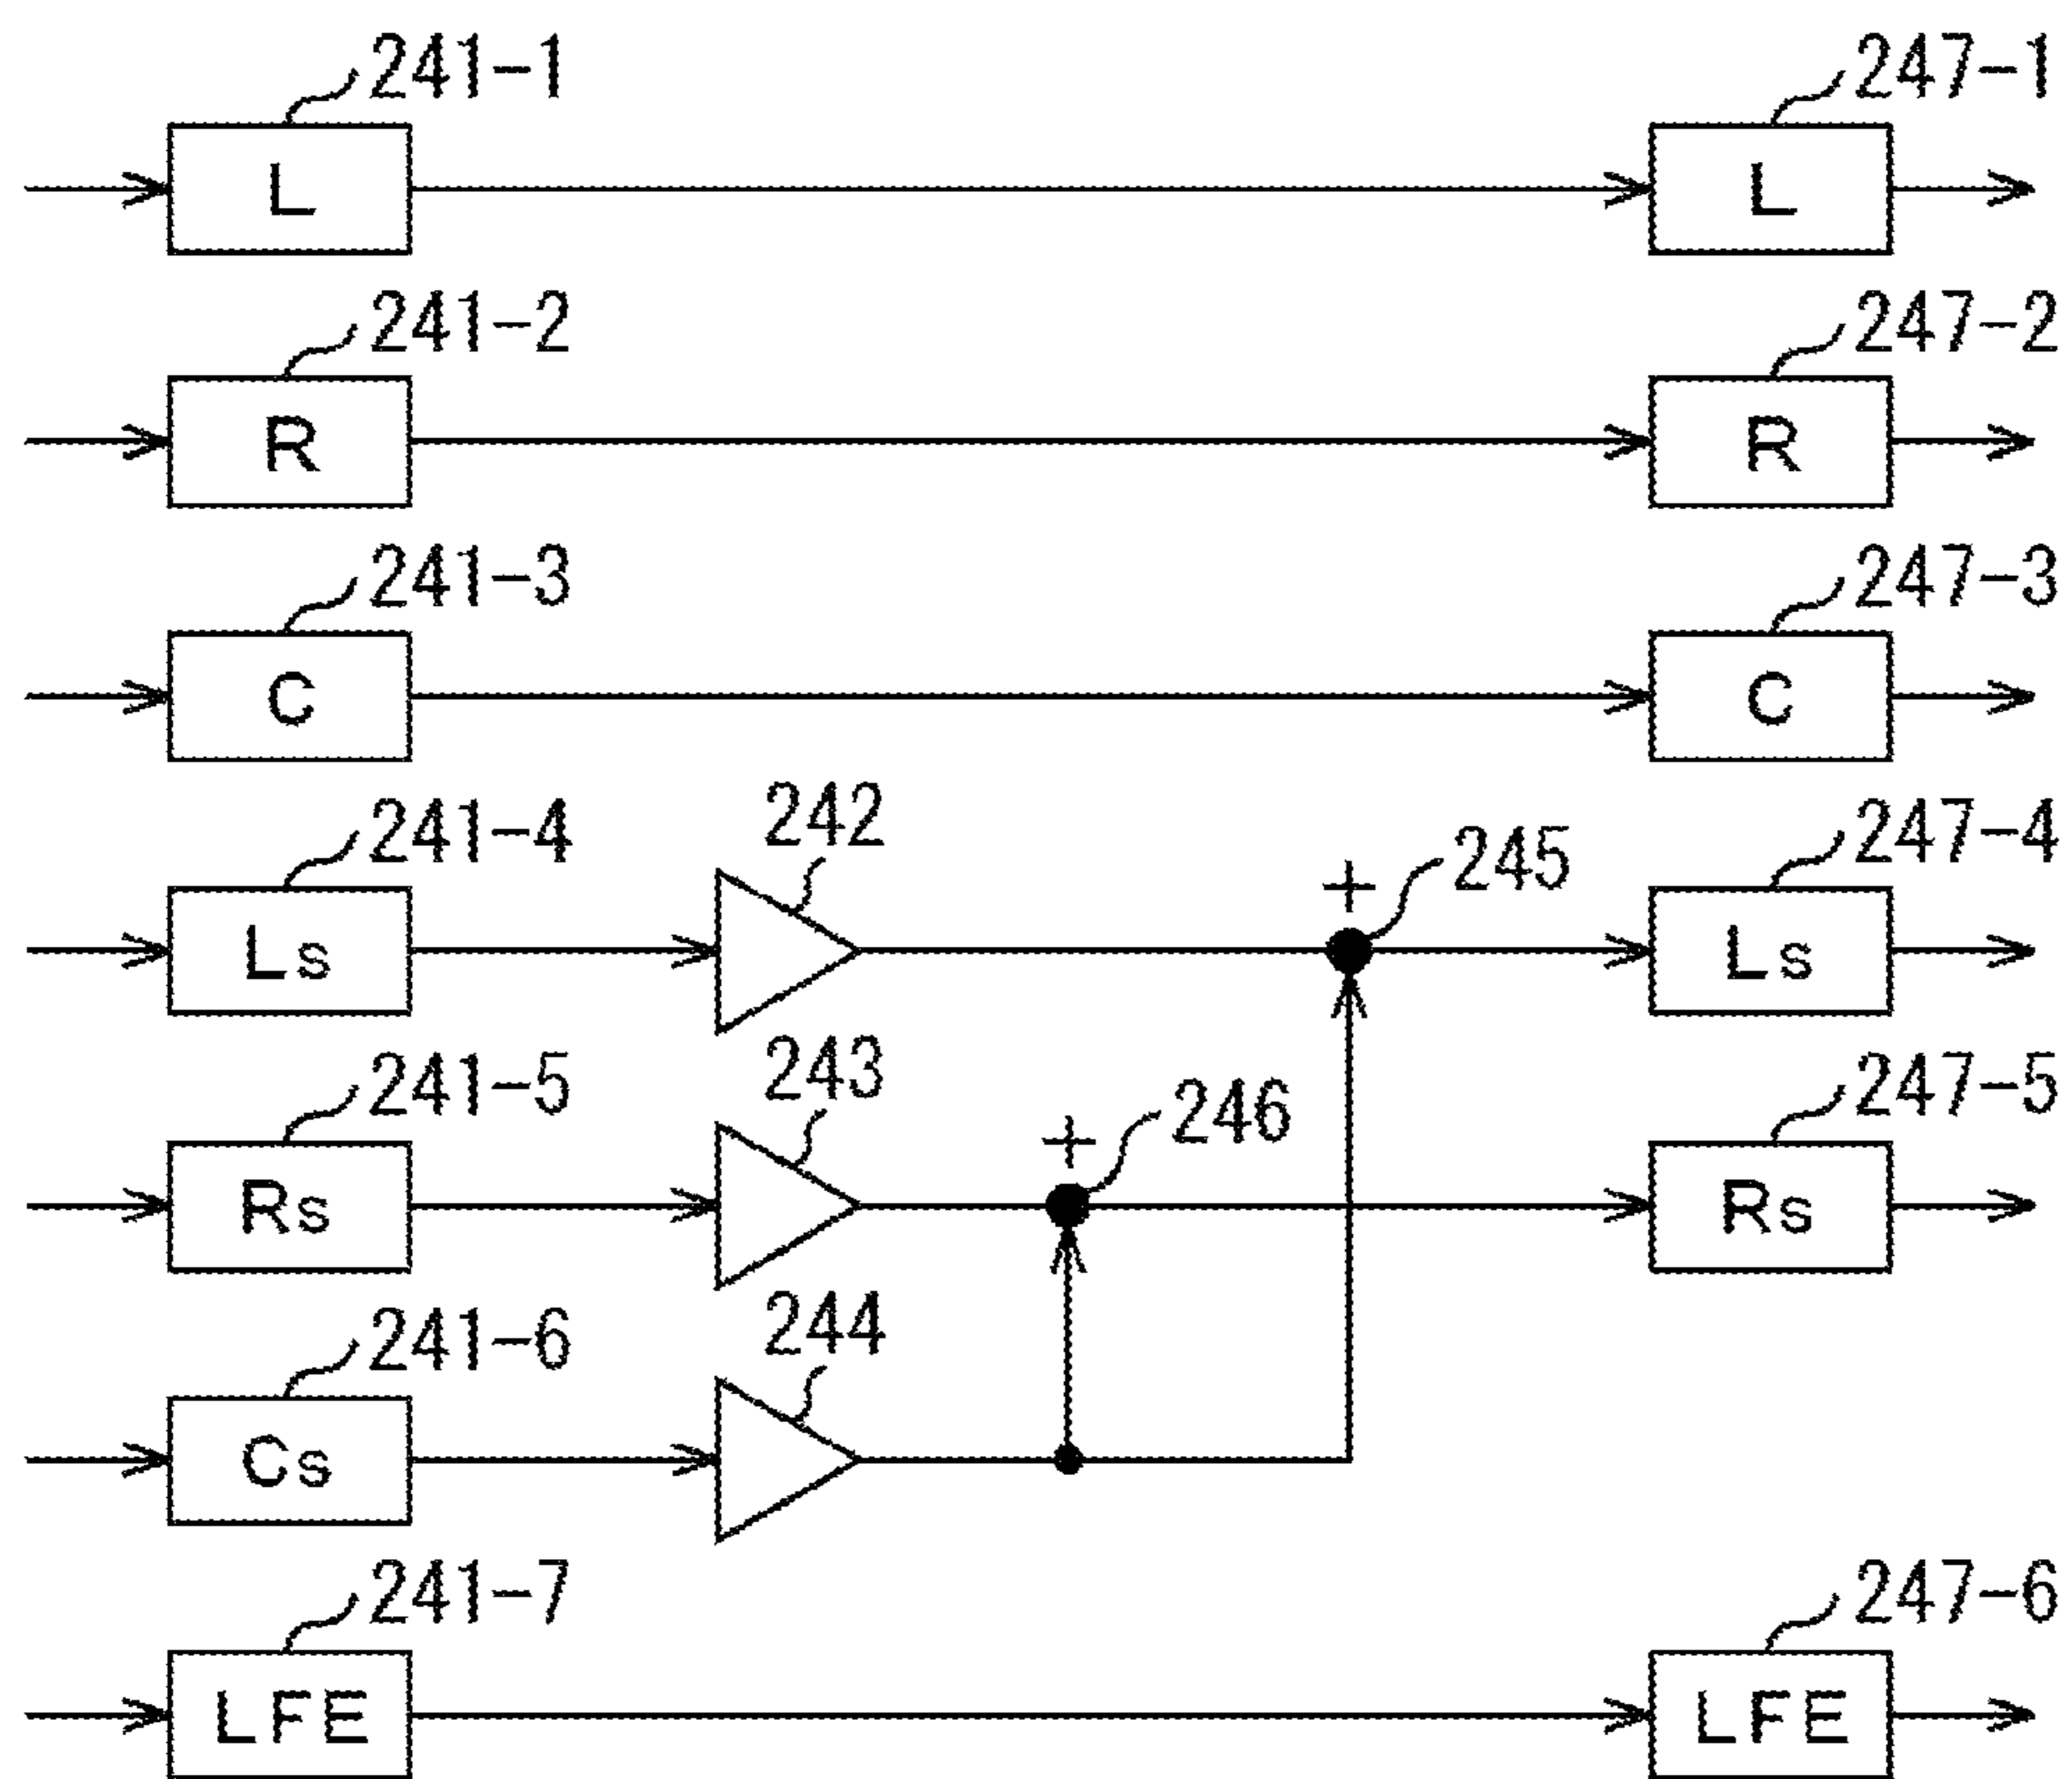 241-1 247-1
L L
241-2 247-2
R R
241-3 247-3
C C
241-4 242 + 245 247-4
Ls Ls
241-5 243 + 246 247-5
Rs Rs
241-6 244
Cs
241-7 247-6
LFE LFE